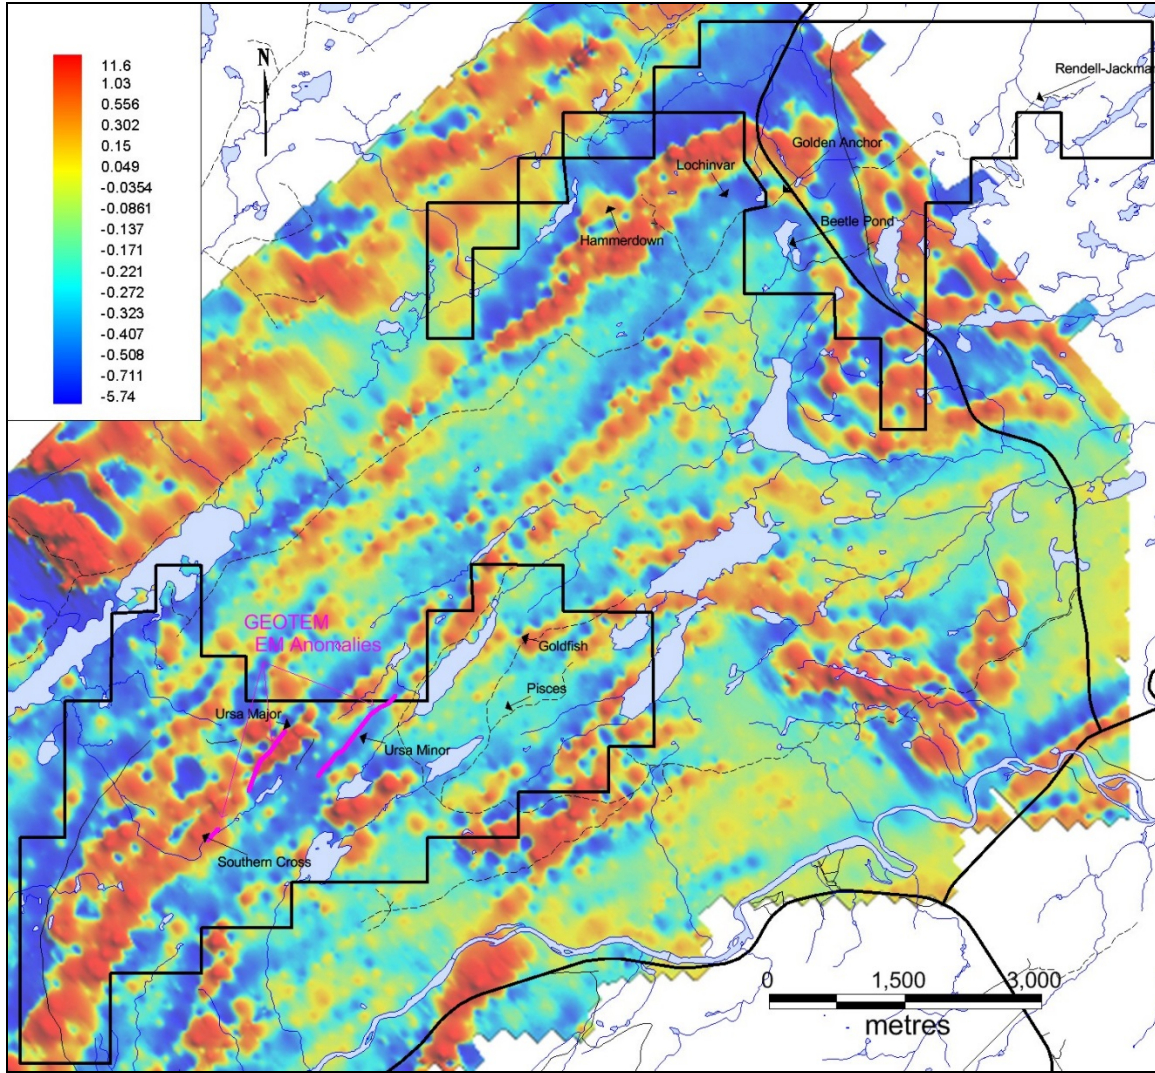 11.6
1.03
0.556
0.302
0.15
0.049
-0.0354
-0.0861
-0.137
-0.171
-0.221
-0.272
-0.323
-0.407
-0.508
-0.711
-5.74
N
Rendell-Jackman
Golden Anchor
Lochinvar
Beetle Pond
Hammerdown
GEOTEM
EM Anomalies
Goldfish
Pisces
Ursa Major
Ursa Minor
Southern Cross
0 1,500 3,000
metres